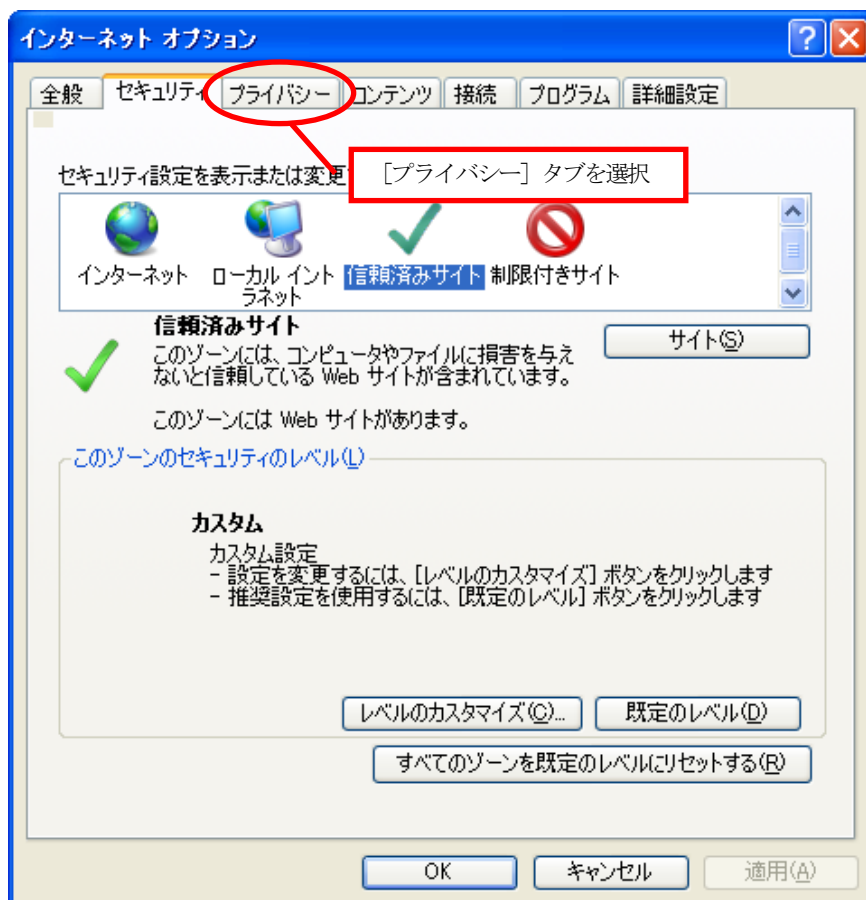 インターネット オプション
全般 セキュリティ プライバシー コンテンツ 接続 プログラム 詳細設定
［プライバシー］タブを選択
セキュリティ設定を表示または変更
インターネット ローカル イントラネット 信頼済みサイト 制限付きサイト
信頼済みサイト
サイト(S)
このゾーンには、コンピュータやファイルに損害を与え
ないと信頼している Web サイトが含まれています。
このゾーンには Web サイトがあります。
このゾーンのセキュリティのレベル(L)
カスタム
カスタム設定
- 設定を変更するには、[レベルのカスタマイズ] ボタンをクリックします
- 推奨設定を使用するには、[既定のレベル] ボタンをクリックします
レベルのカスタマイズ(C)... 既定のレベル(D)
すべてのゾーンを既定のレベルにリセットする(R)
OK キャンセル 適用(A)